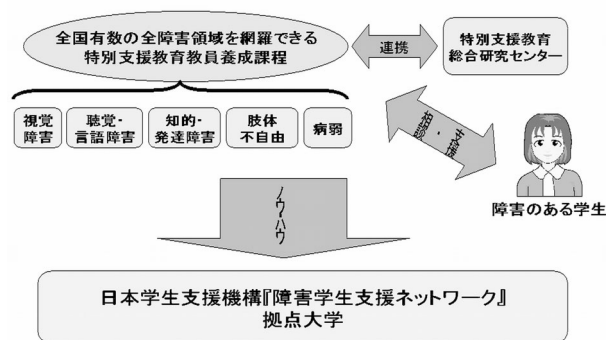 全国有数の全障害領域を網羅できる
特別支援教育教員養成課程
連携
特別支援教育
総合研究センター
視覚
障害
聴覚・
言語障害
知的・
発達障害
肢体
不自由
病弱
支援
障害のある学生
ノウハウ
日本学生支援機構『障害学生支援ネットワーク』
拠点大学